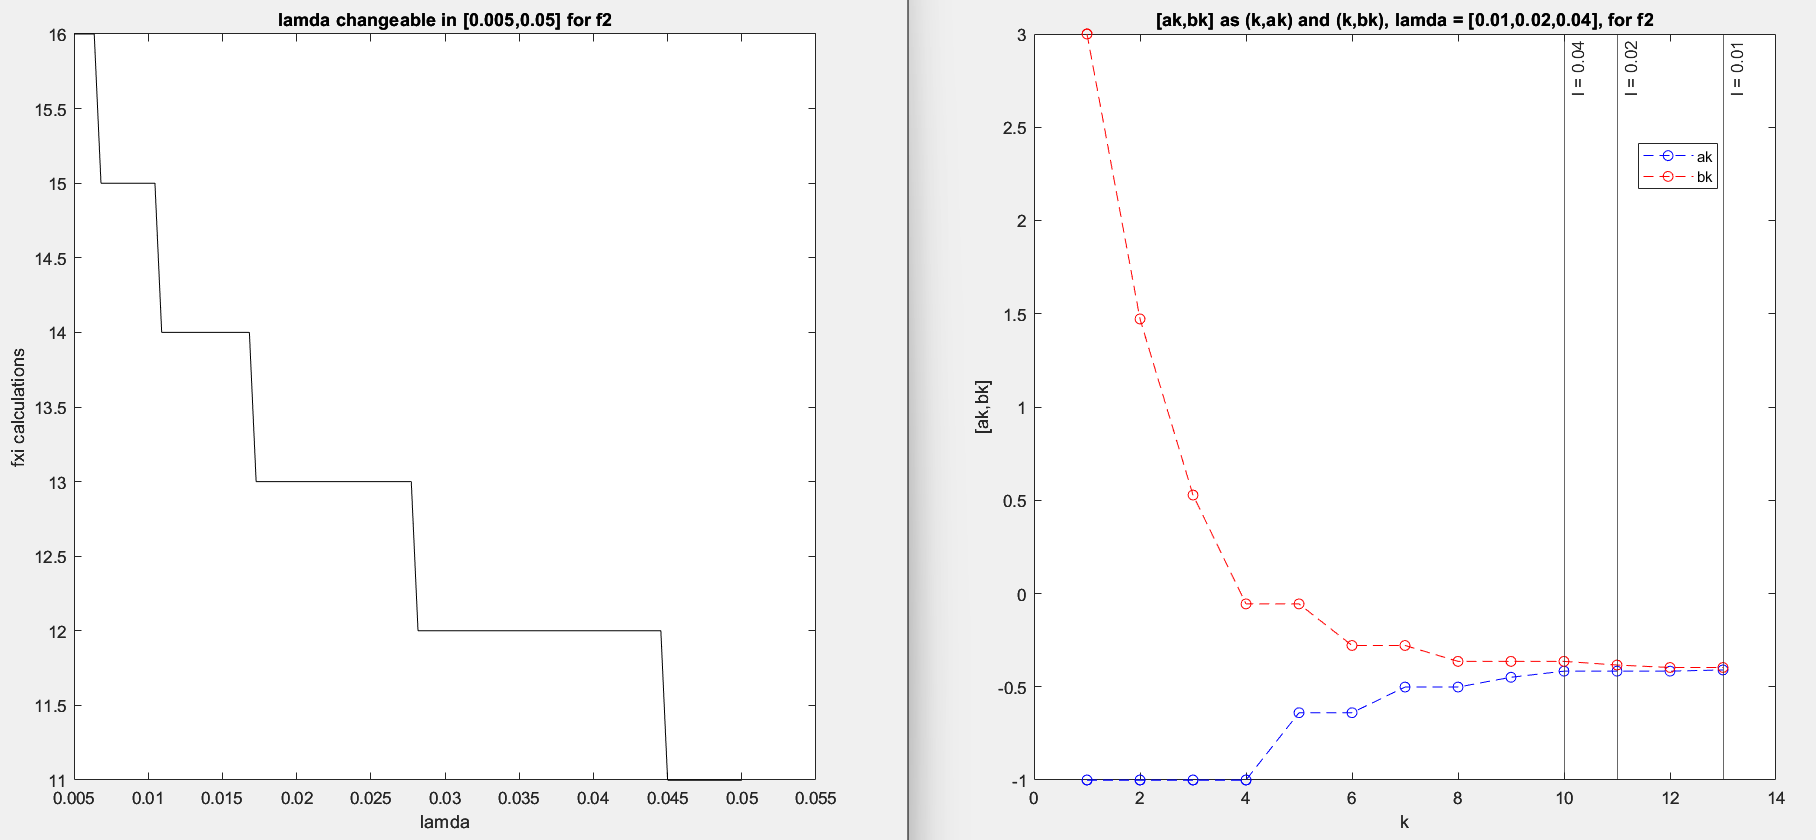 lamda changeable in [0.005,0.05] for f2
16
15.5
15
14.5
14
13.5
13
12.5
12
11.5
11
fxi calculations
0.005 0.01 0.015 0.02 0.025 0.03 0.035 0.04 0.045 0.05 0.055
lamda
[ak,bk] as (k,ak) and (k,bk), lamda = [0.01,0.02,0.04], for f2
3
2.5
2
1.5
1
0.5
0
-0.5
-1
[ak,bk]
l = 0.04
l = 0.02
l = 0.01
ak
bk
0 2 4 6 8 10 12 14
k